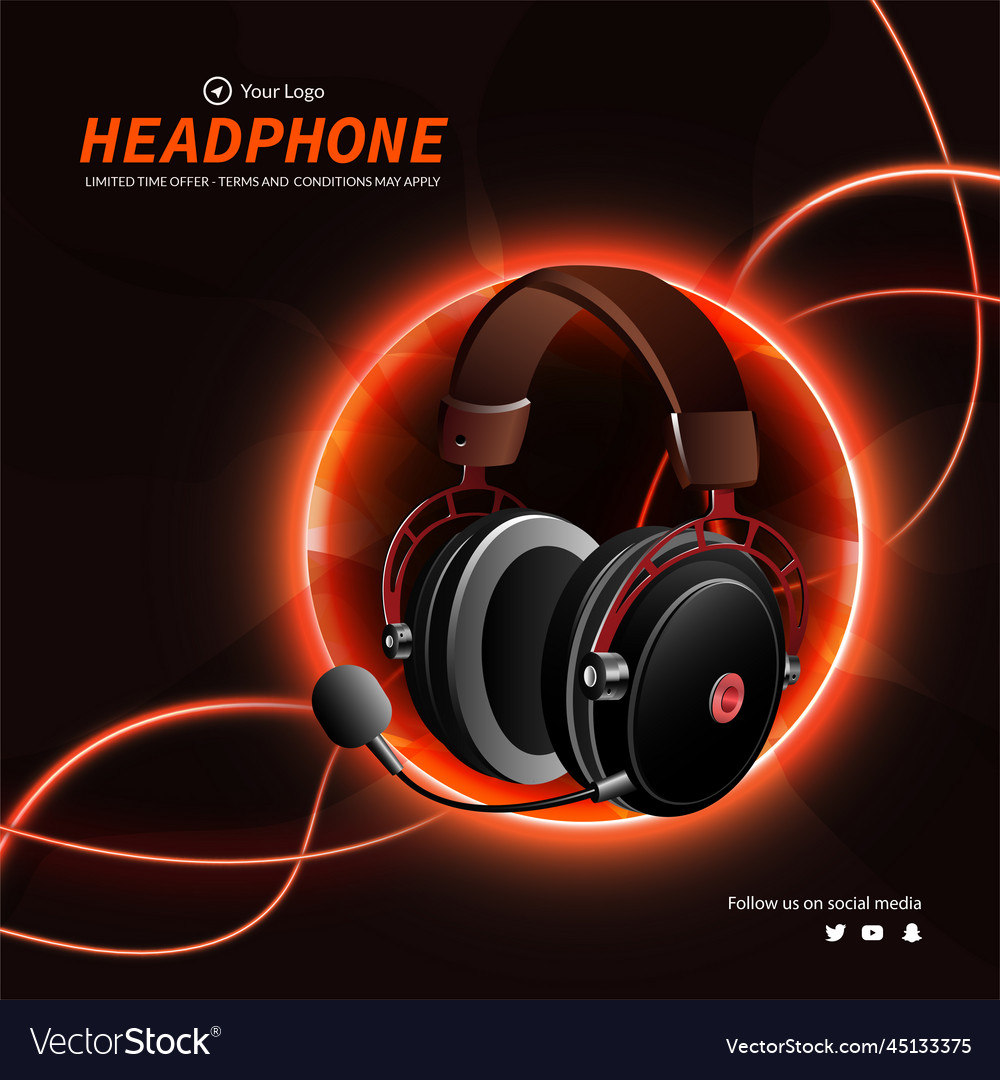 Your Logo
HEADPHONE
LIMITED TIME OFFER - TERMS AND CONDITIONS MAY APPLY
Follow us on social media
VectorStock®
VectorStock.com/45133375